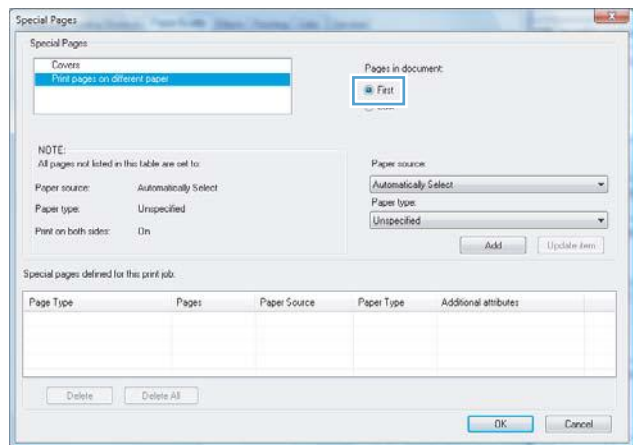 Special Pages
Special Pages
Covers
Print pages on different paper
Pages in document:
First
NOTE:
All pages not listed in this table are set to:
Paper source: Automatically Select
Paper type: Unspecified
Print on both sides: On
Paper source:
Automatically Select
Paper type:
Unspecified
Add Update item
Special pages defined for this print job:
Page Type Pages Paper Source Paper Type Additional attributes
Delete Delete All
OK Cancel